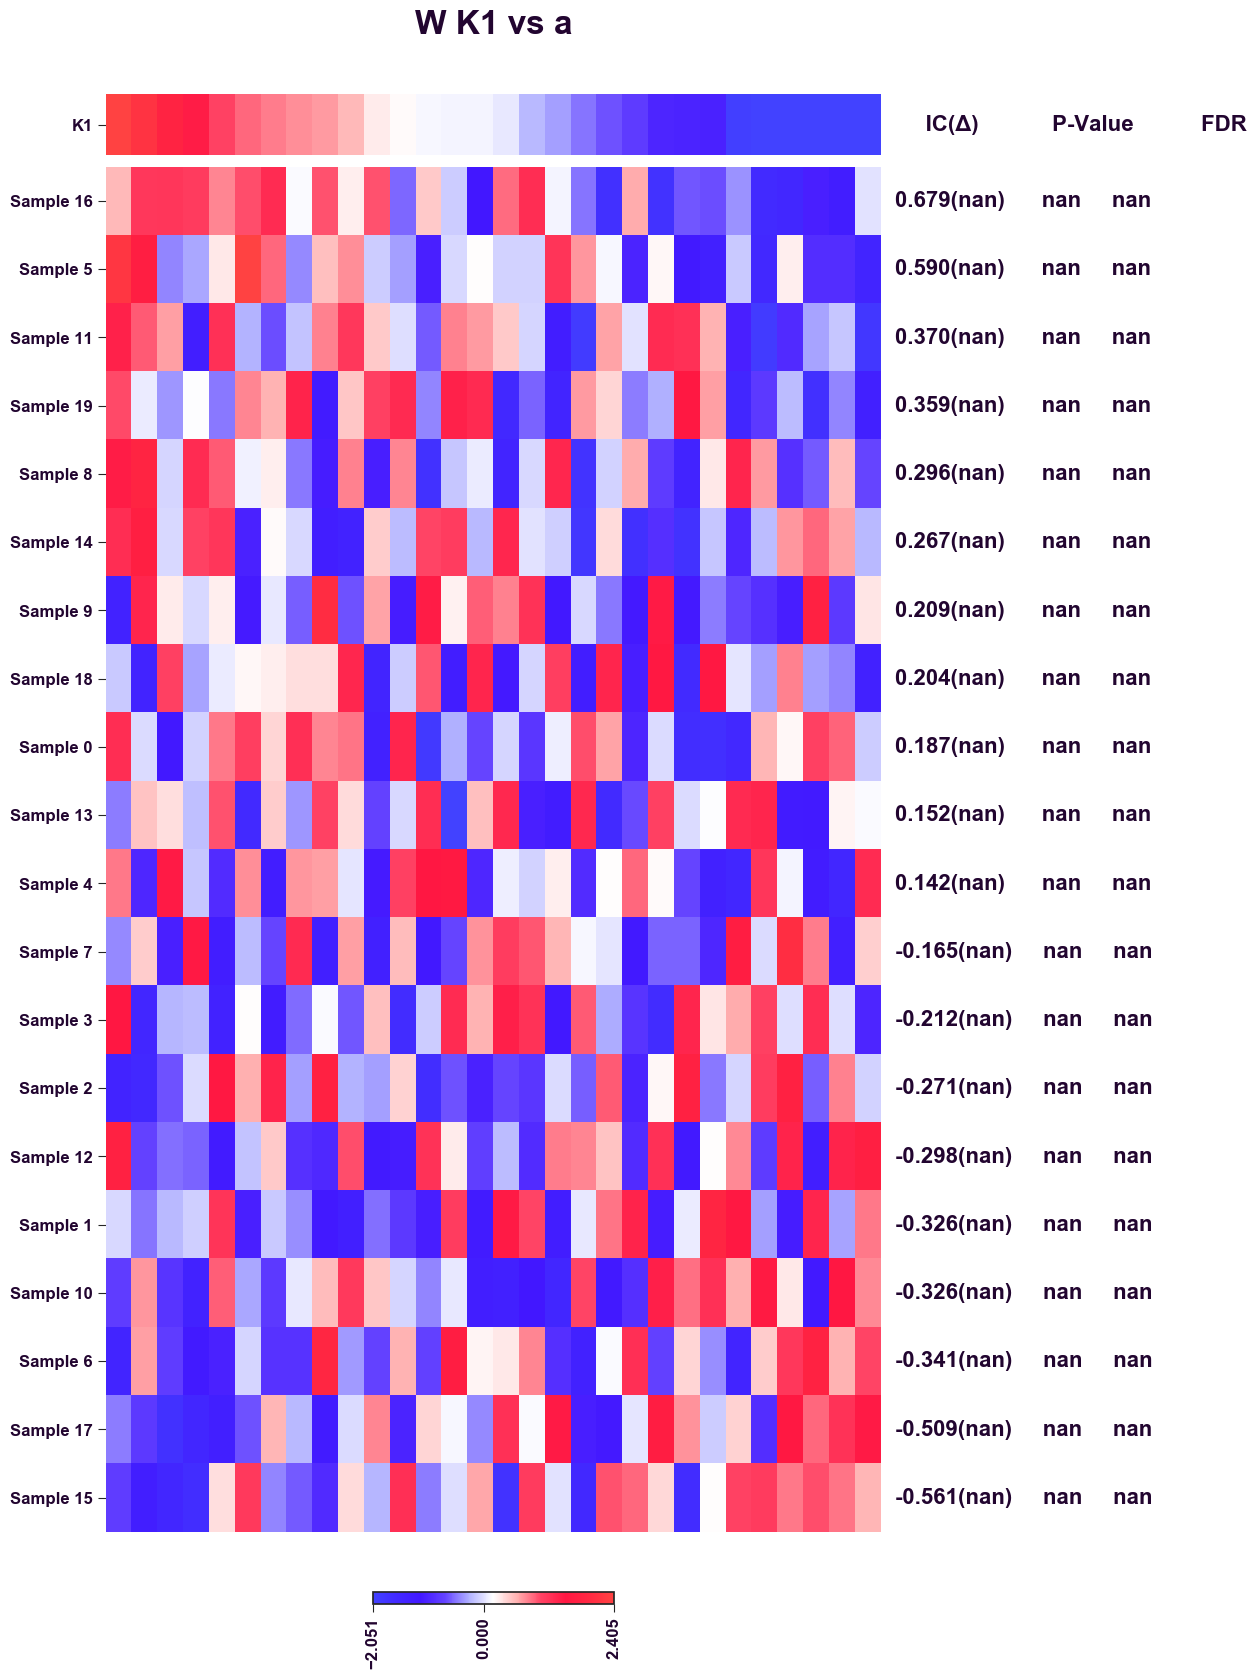 W K1 vs a
K1 IC(Δ) P-Value FDR
Sample 16 0.679(nan) nan nan
Sample 5 0.590(nan) nan nan
Sample 11 0.370(nan) nan nan
Sample 19 0.359(nan) nan nan
Sample 8 0.296(nan) nan nan
Sample 14 0.267(nan) nan nan
Sample 9 0.209(nan) nan nan
Sample 18 0.204(nan) nan nan
Sample 0 0.187(nan) nan nan
Sample 13 0.152(nan) nan nan
Sample 4 0.142(nan) nan nan
Sample 7 -0.165(nan) nan nan
Sample 3 -0.212(nan) nan nan
Sample 2 -0.271(nan) nan nan
Sample 12 -0.298(nan) nan nan
Sample 1 -0.326(nan) nan nan
Sample 10 -0.326(nan) nan nan
Sample 6 -0.341(nan) nan nan
Sample 17 -0.509(nan) nan nan
Sample 15 -0.561(nan) nan nan
−2.051 0.000 2.405